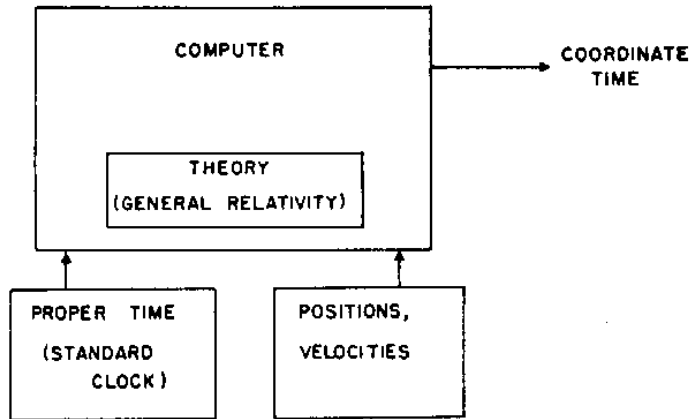 COMPUTER
COORDINATE
TIME
THEORY
(GENERAL RELATIVITY)
PROPER TIME
(STANDARD
CLOCK)
POSITIONS,
VELOCITIES